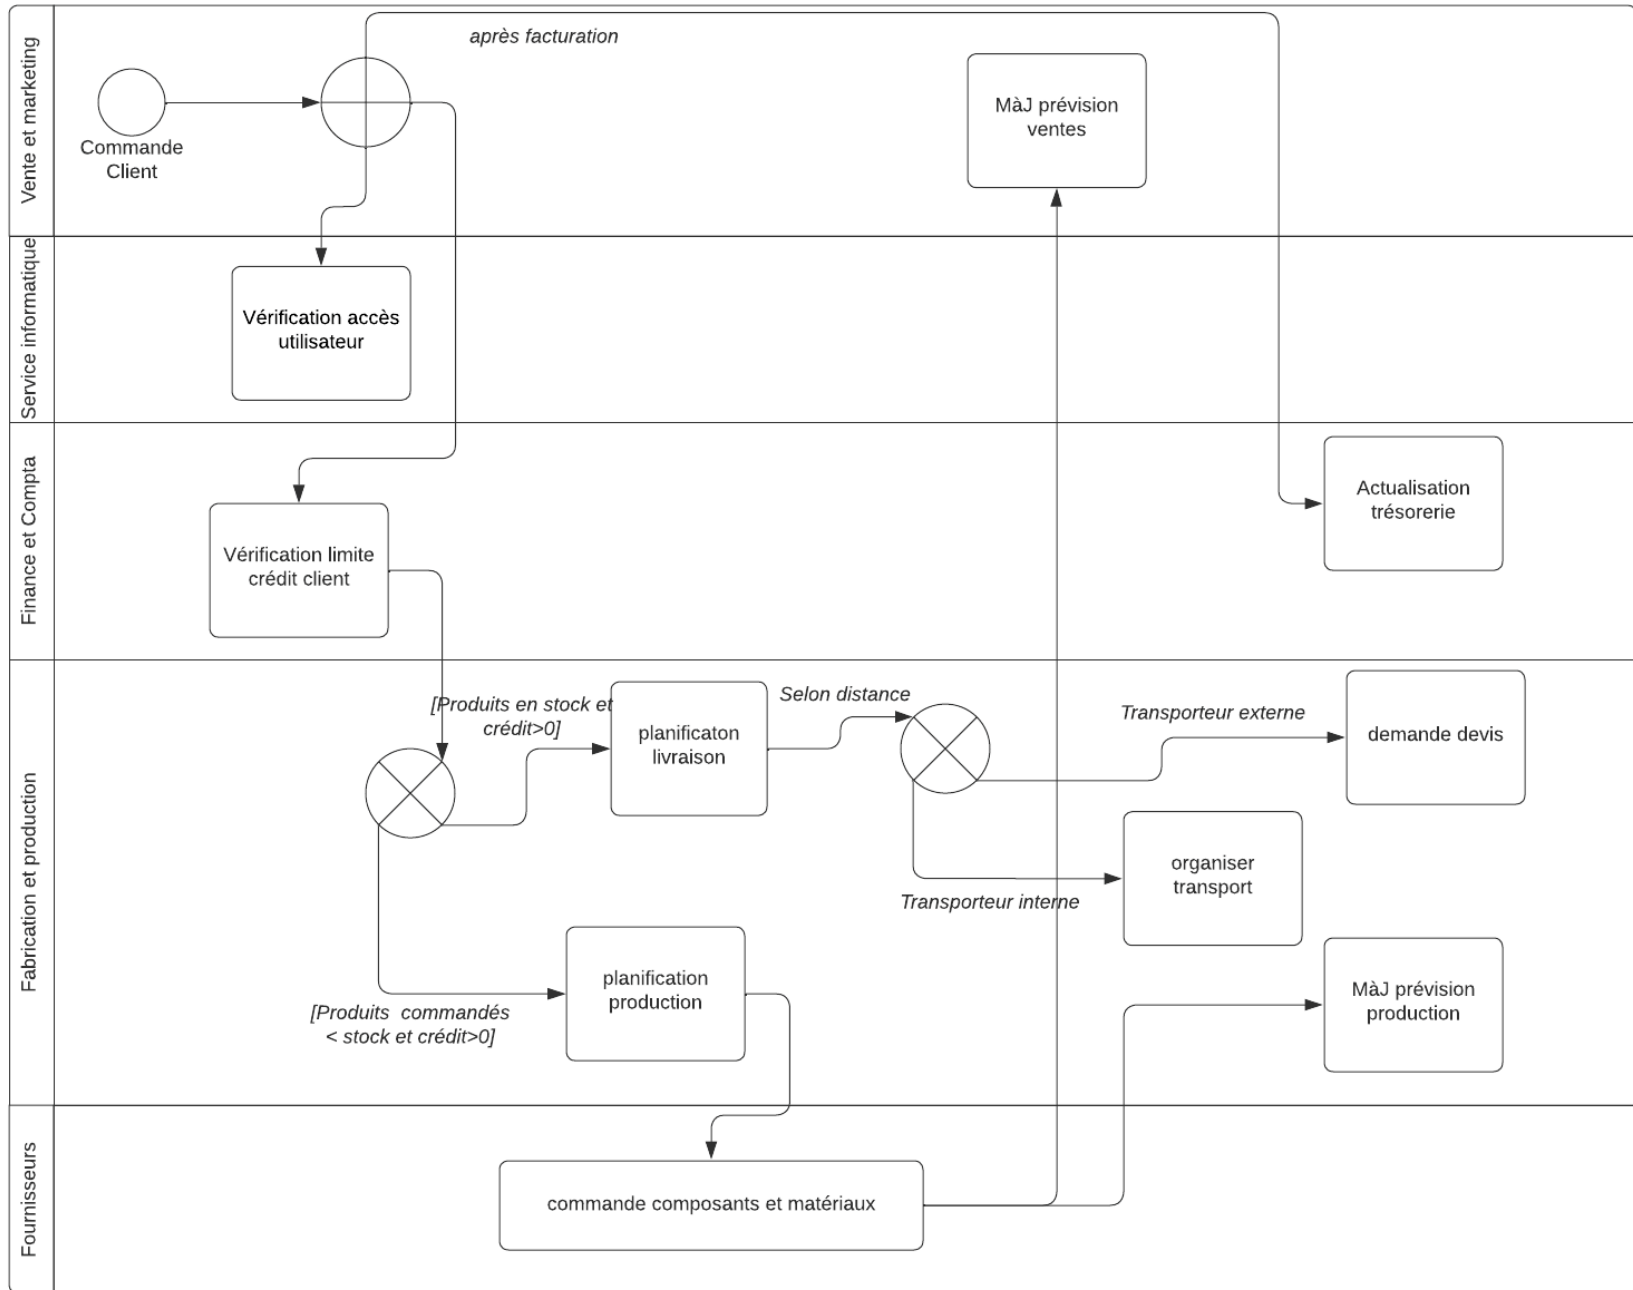 Vente et marketing
après facturation
Commande
Client
MàJ prévision
ventes
Service informatique
Vérification accès
utilisateur
Finance et Compta
Vérification limite
crédit client
Actualisation
trésorerie
Fabrication et production
[Produits en stock et
crédit>0]
planificaton
livraison
Selon distance
Transporteur externe
demande devis
organiser
transport
Transporteur interne
planification
production
[Produits  commandés
< stock et crédit>0]
MàJ prévision
production
Fournisseurs
commande composants et matériaux